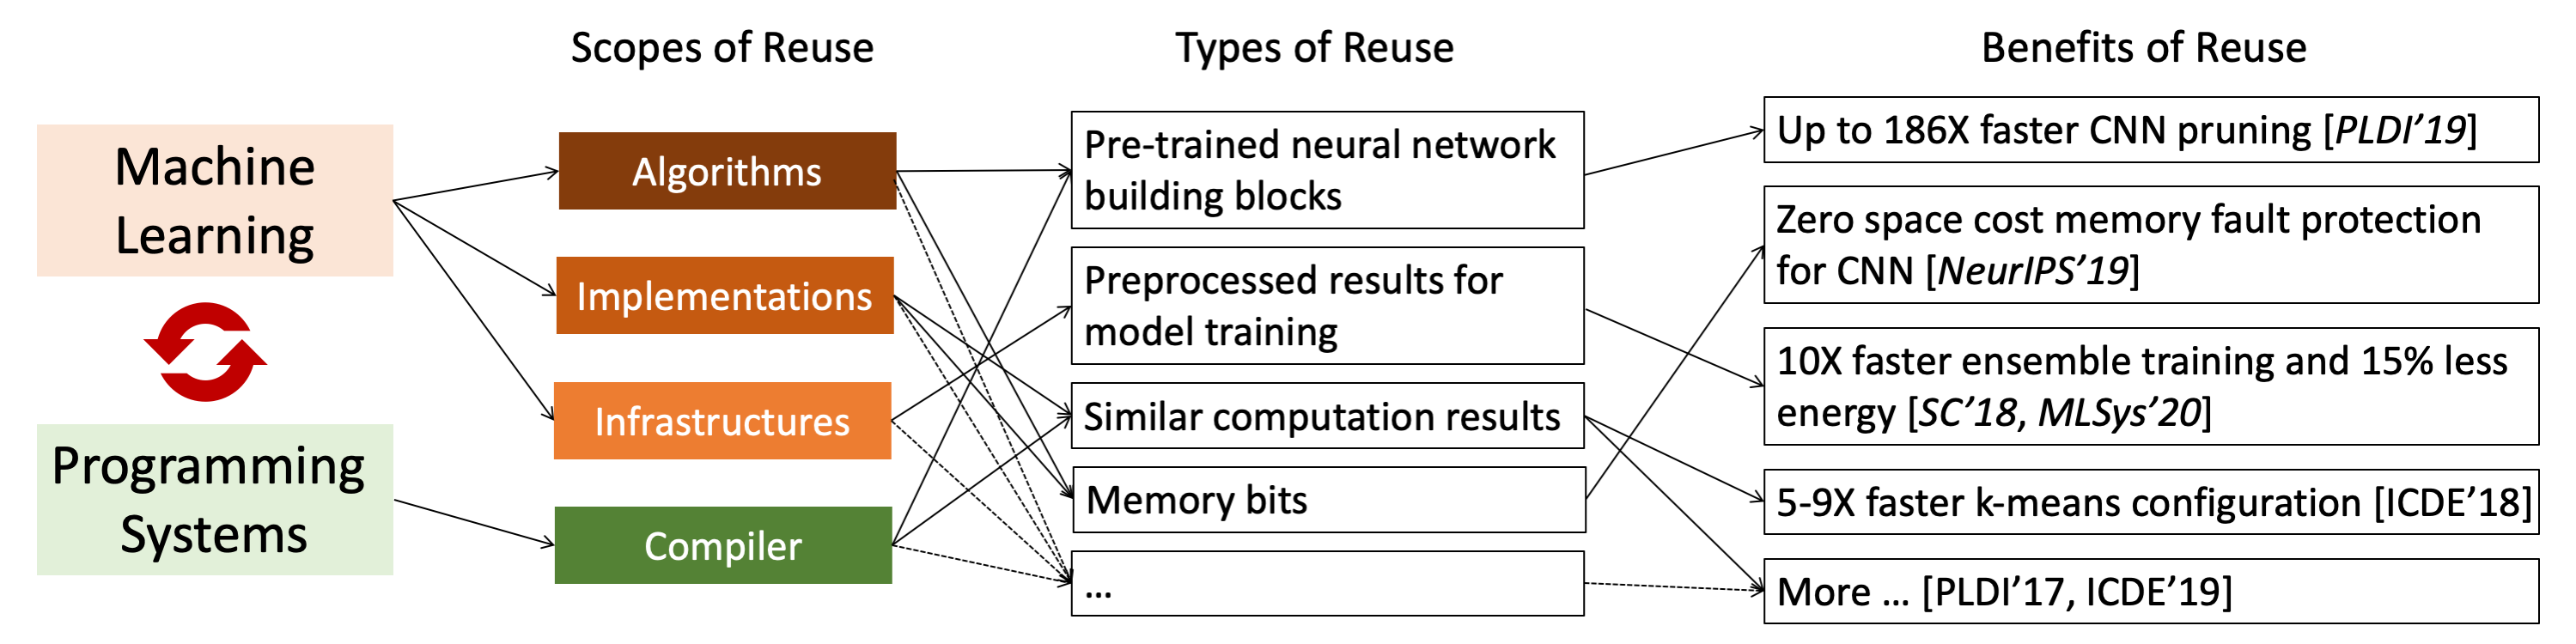 Scopes of Reuse
Types of Reuse
Benefits of Reuse
Machine
Learning
Programming
Systems
Algorithms
Implementations
Infrastructures
Compiler
Pre-trained neural network
building blocks
Preprocessed results for
model training
Similar computation results
Memory bits
...
Up to 186X faster CNN pruning [PLDI’19]
Zero space cost memory fault protection
for CNN [NeurIPS’19]
10X faster ensemble training and 15% less
energy [SC’18, MLSys’20]
5-9X faster k-means configuration [ICDE’18]
More ... [PLDI’17, ICDE’19]